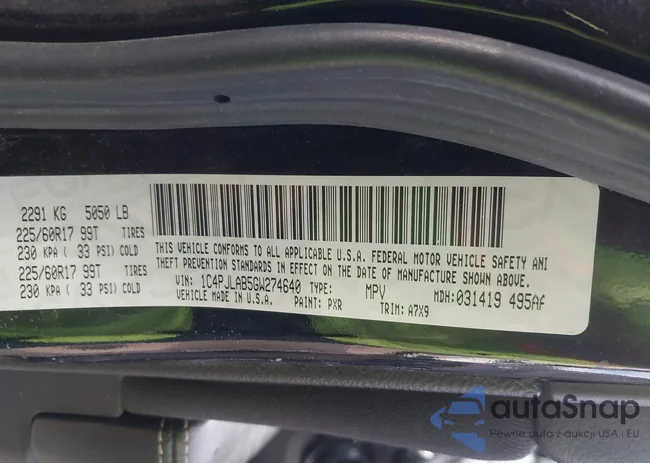 2291 KG 5050 LB
225/60R17 99T TIRES
230 KPA ( 33 PSI) COLD
225/60R17 99T TIRES
230 KPA ( 33 PSI) COLD
THIS VEHICLE CONFORMS TO ALL APPLICABLE U.S.A. FEDERAL MOTOR VEHICLE SAFETY AN
THEFT PREVENTION STANDARDS IN EFFECT ON THE DATE OF MANUFACTURE SHOWN ABOVE.
VIN: 1C4PJLAB5GW274640 TYPE: MPV MDH: 031419 495AF
VEHICLE MADE IN U.S.A. PAINT: PXR TRIM: A7X9
autaSnap
Pewne auta z aukcji USA i EU